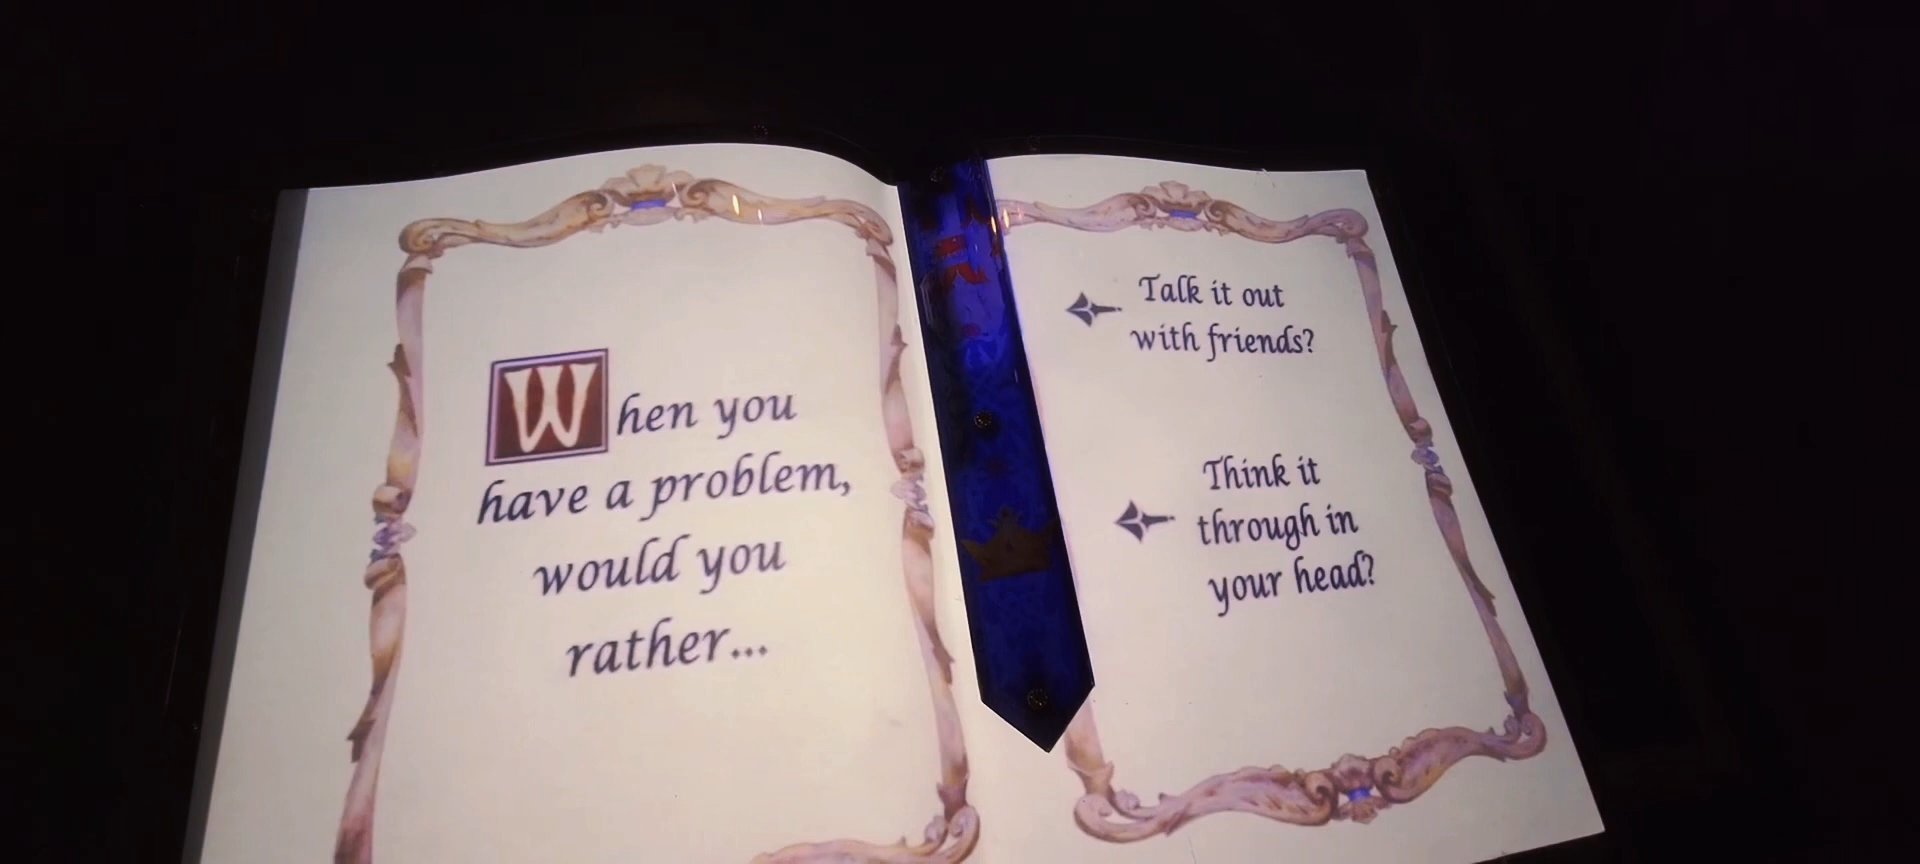 When you
have a problem,
would you
rather...
Talk it out
with friends?
Think it
through in
your head?